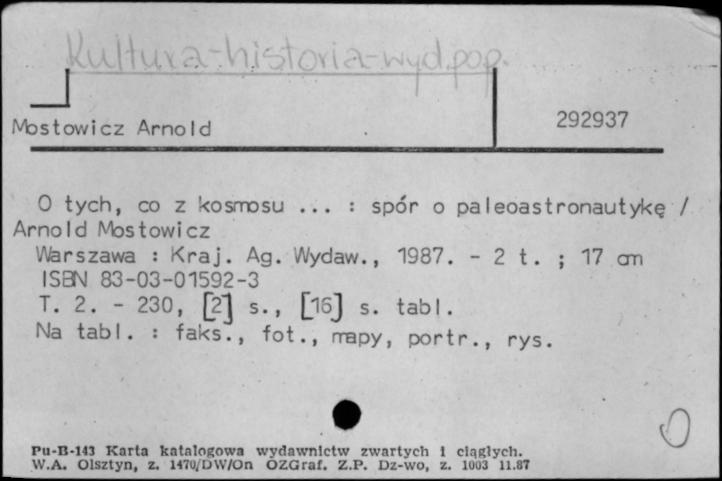 Kultura-historia-wyd.pop.
Mostowicz Arnold
292937
O tych, co z kosmosu ... : spór o paleoastronautykę /
Arnold Mostowicz
Warszawa : Kraj. Ag. Wydaw., 1987. - 2 t. ; 17 cm
ISBN 83-03-01592-3
T. 2. - 230, [2] s., [16] s. tabl.
Na tabl. : faks., fot., mapy, portr., rys.
Pu-B-143 Karta katalogowa wydawnictw zwartych i ciągłych.
W.A. Olsztyn, z. 1470/DW/On OZGraf. Z.P. Dz-wo, z. 1003 11.87